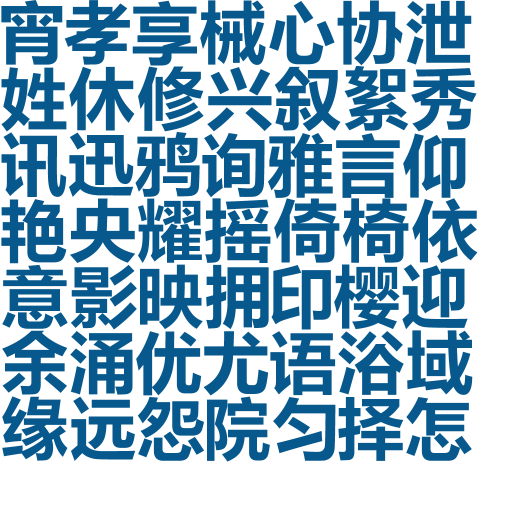 宵孝享械心协泄
姓休修兴叙絮秀
讯迅鸦询雅言仰
艳央耀摇倚椅依
意影映拥印樱迎
余涌优尤语浴域
缘远怨院匀择怎